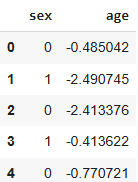 sex age
0 0 -0.485042
1 1 -2.490745
2 0 -2.413376
3 1 -0.413622
4 0 -0.770721